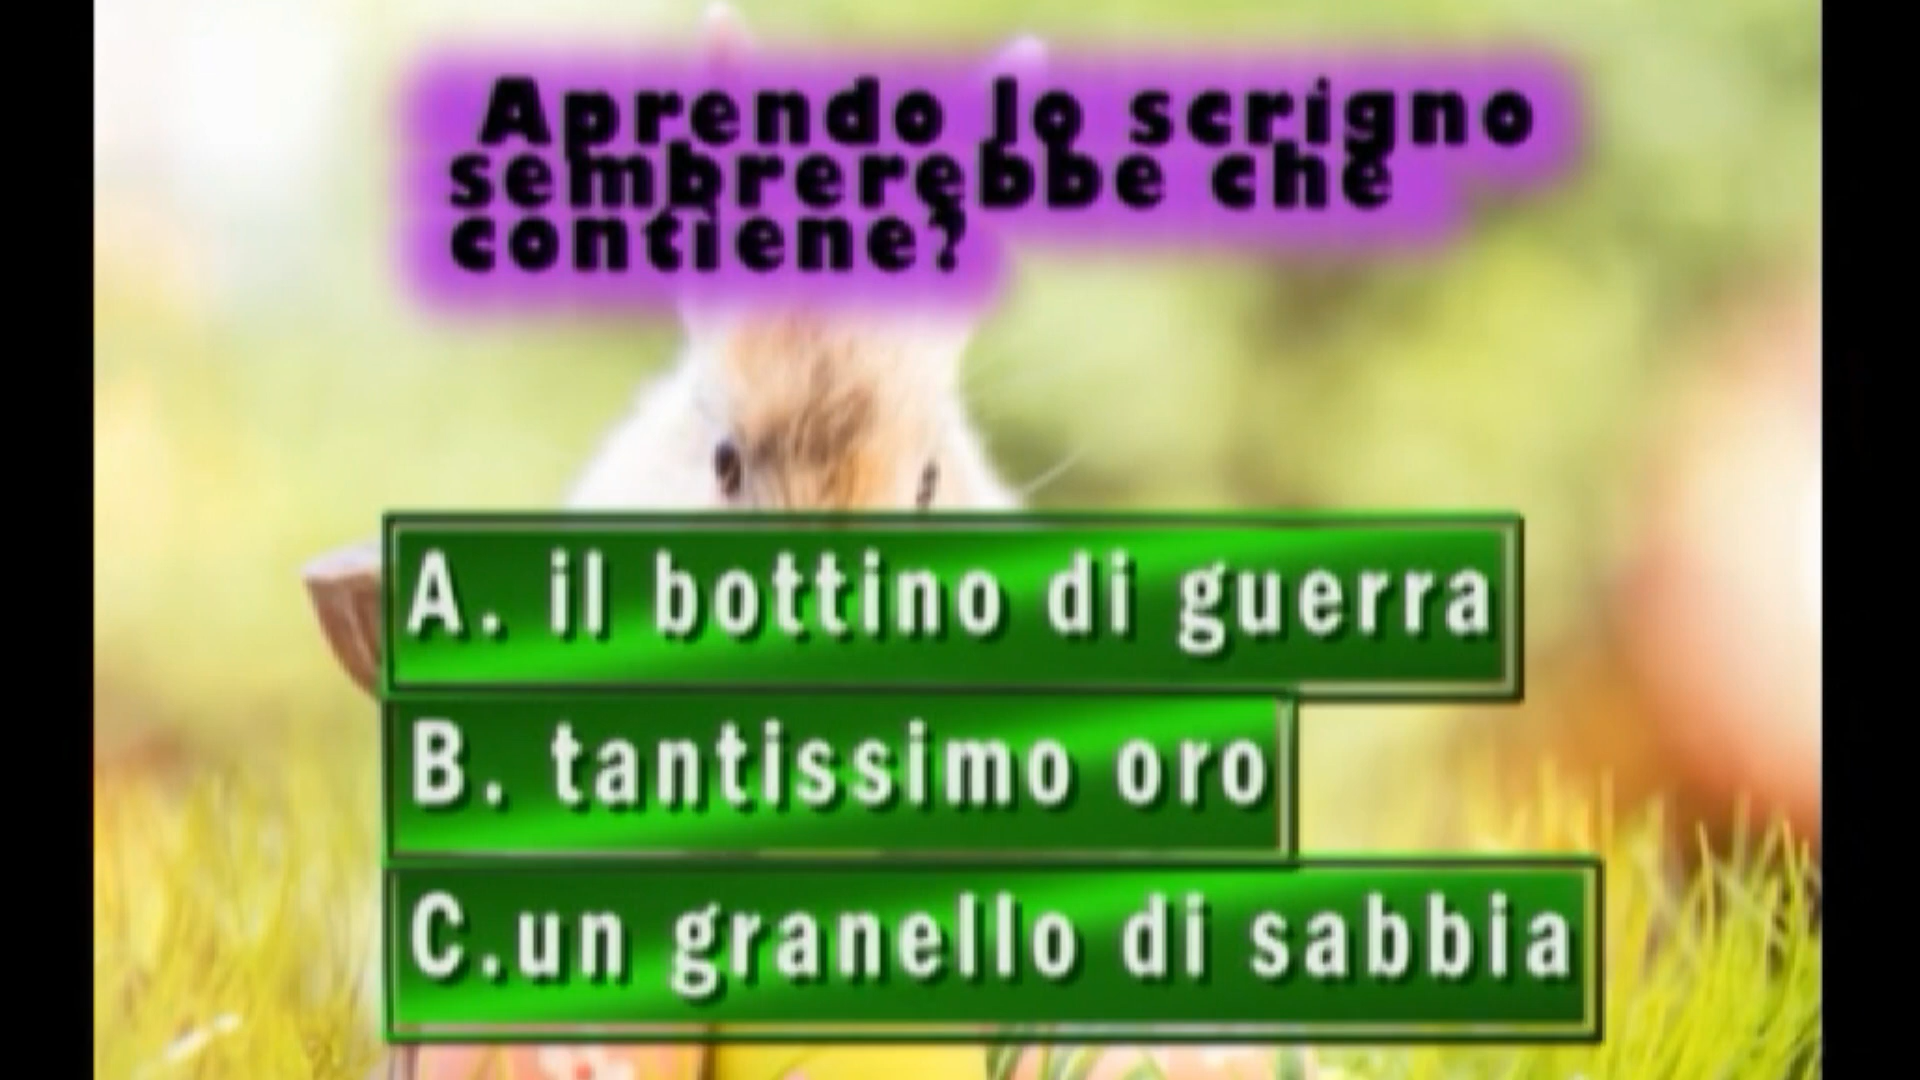 Aprendo lo scrigno
sembrerebbe che
contiene?
A. il bottino di guerra
B. tantissimo oro
C.un granello di sabbia